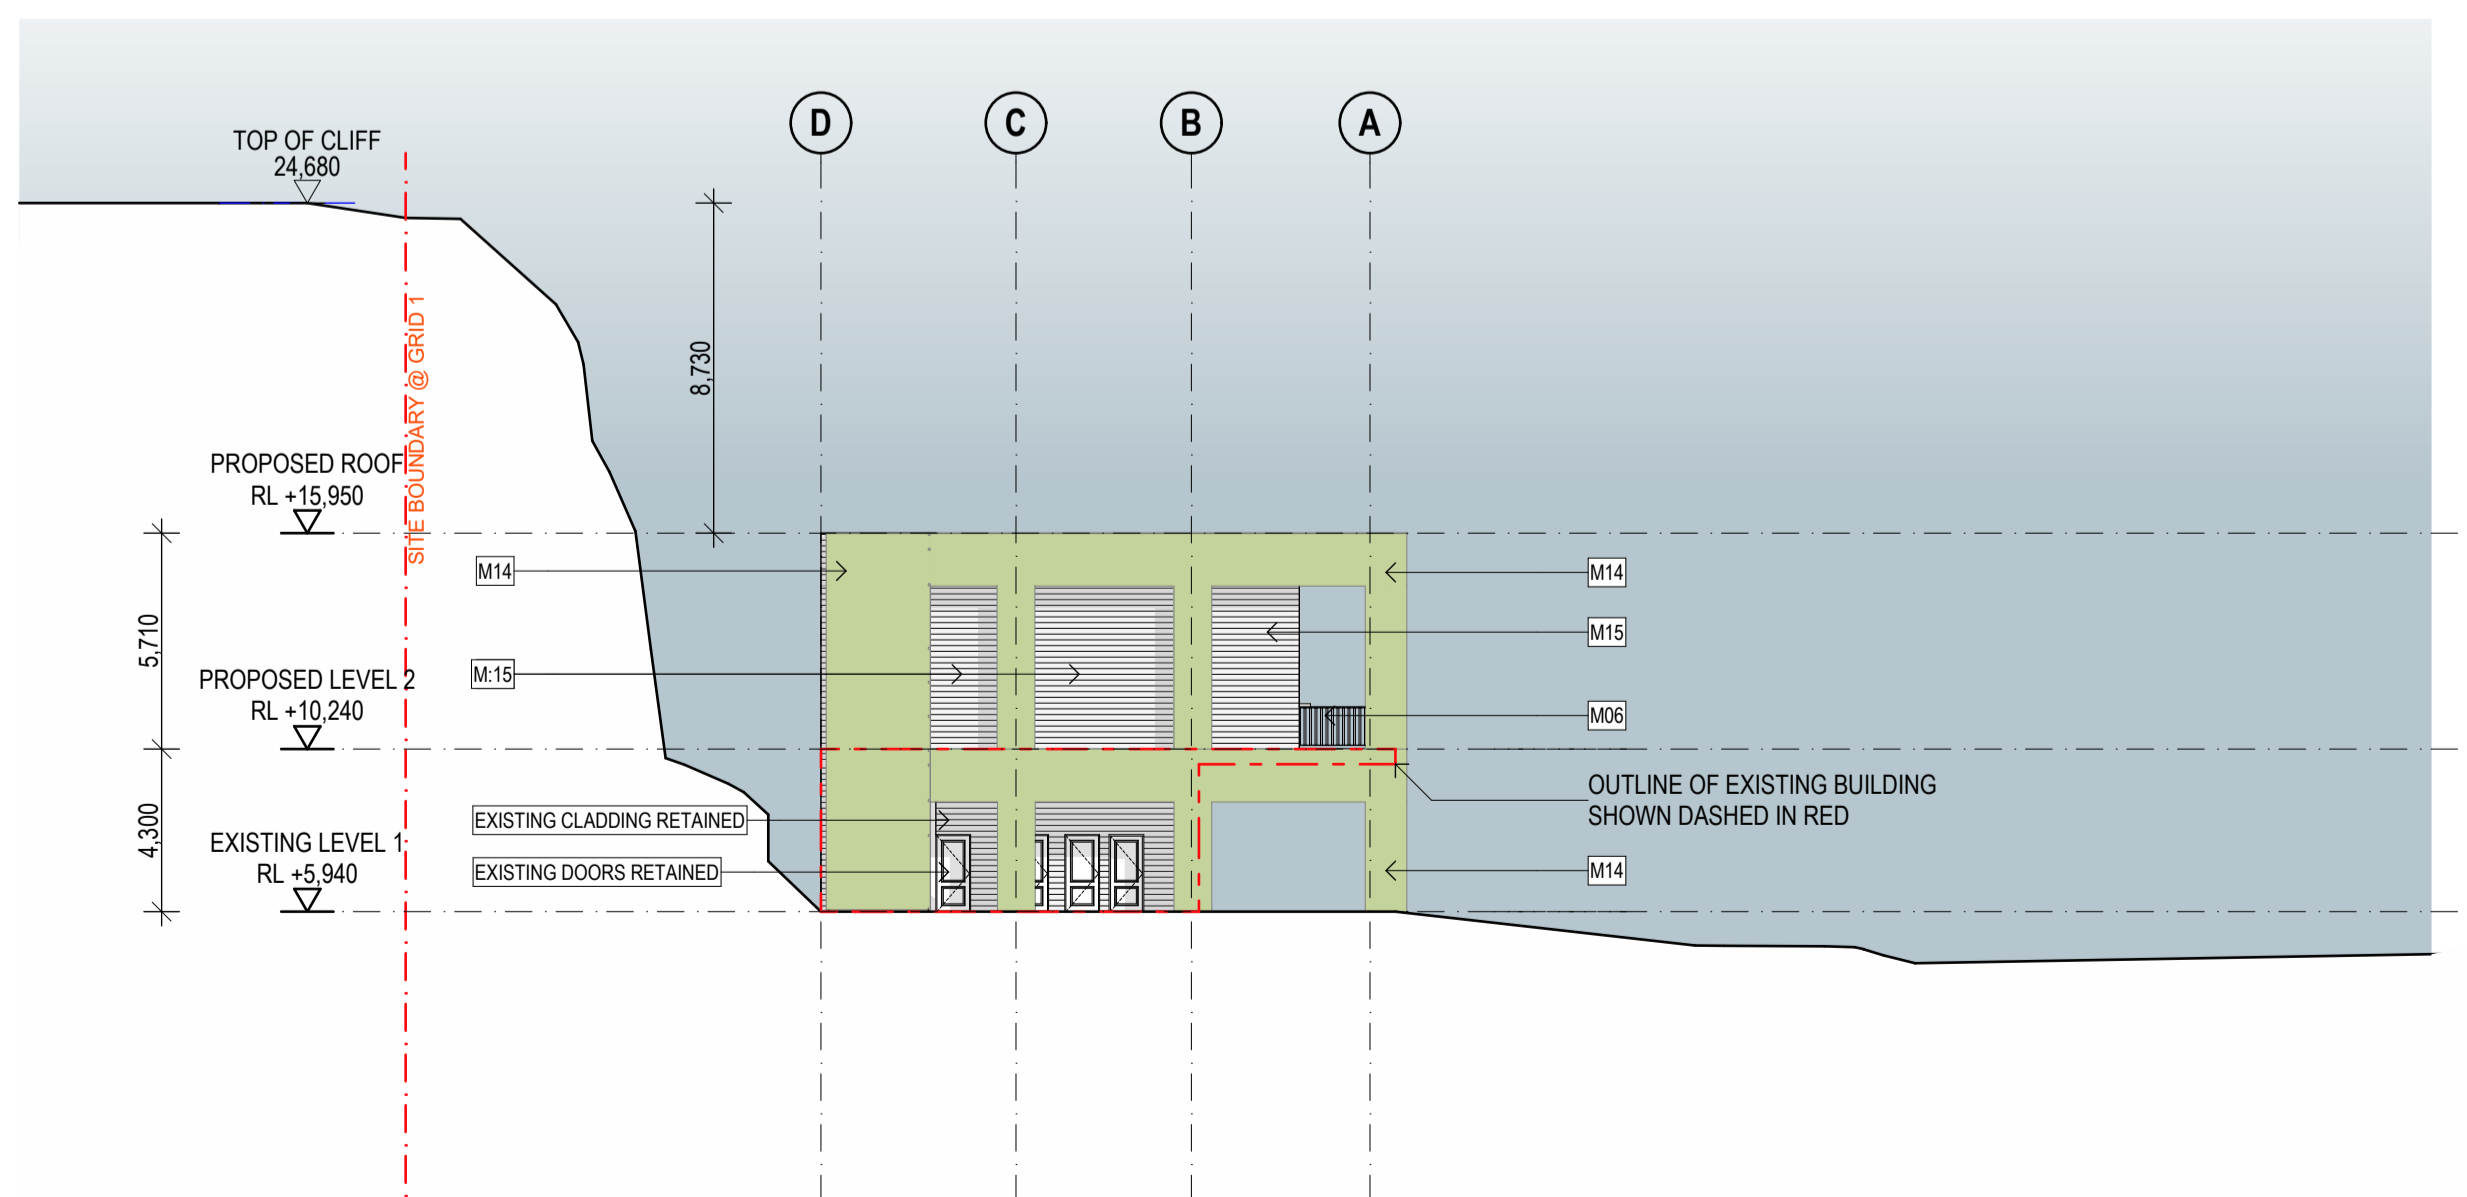 D
C
B
A
TOP OF CLIFF
24,680
SITE BOUNDARY @ GRID 1
8,730
PROPOSED ROOF
RL +15,950
M14
M14
5,710
M15
M:15
PROPOSED LEVEL 2
RL +10,240
M06
OUTLINE OF EXISTING BUILDING
SHOWN DASHED IN RED
4,300
EXISTING CLADDING RETAINED
EXISTING LEVEL 1
RL +5,940
EXISTING DOORS RETAINED
M14